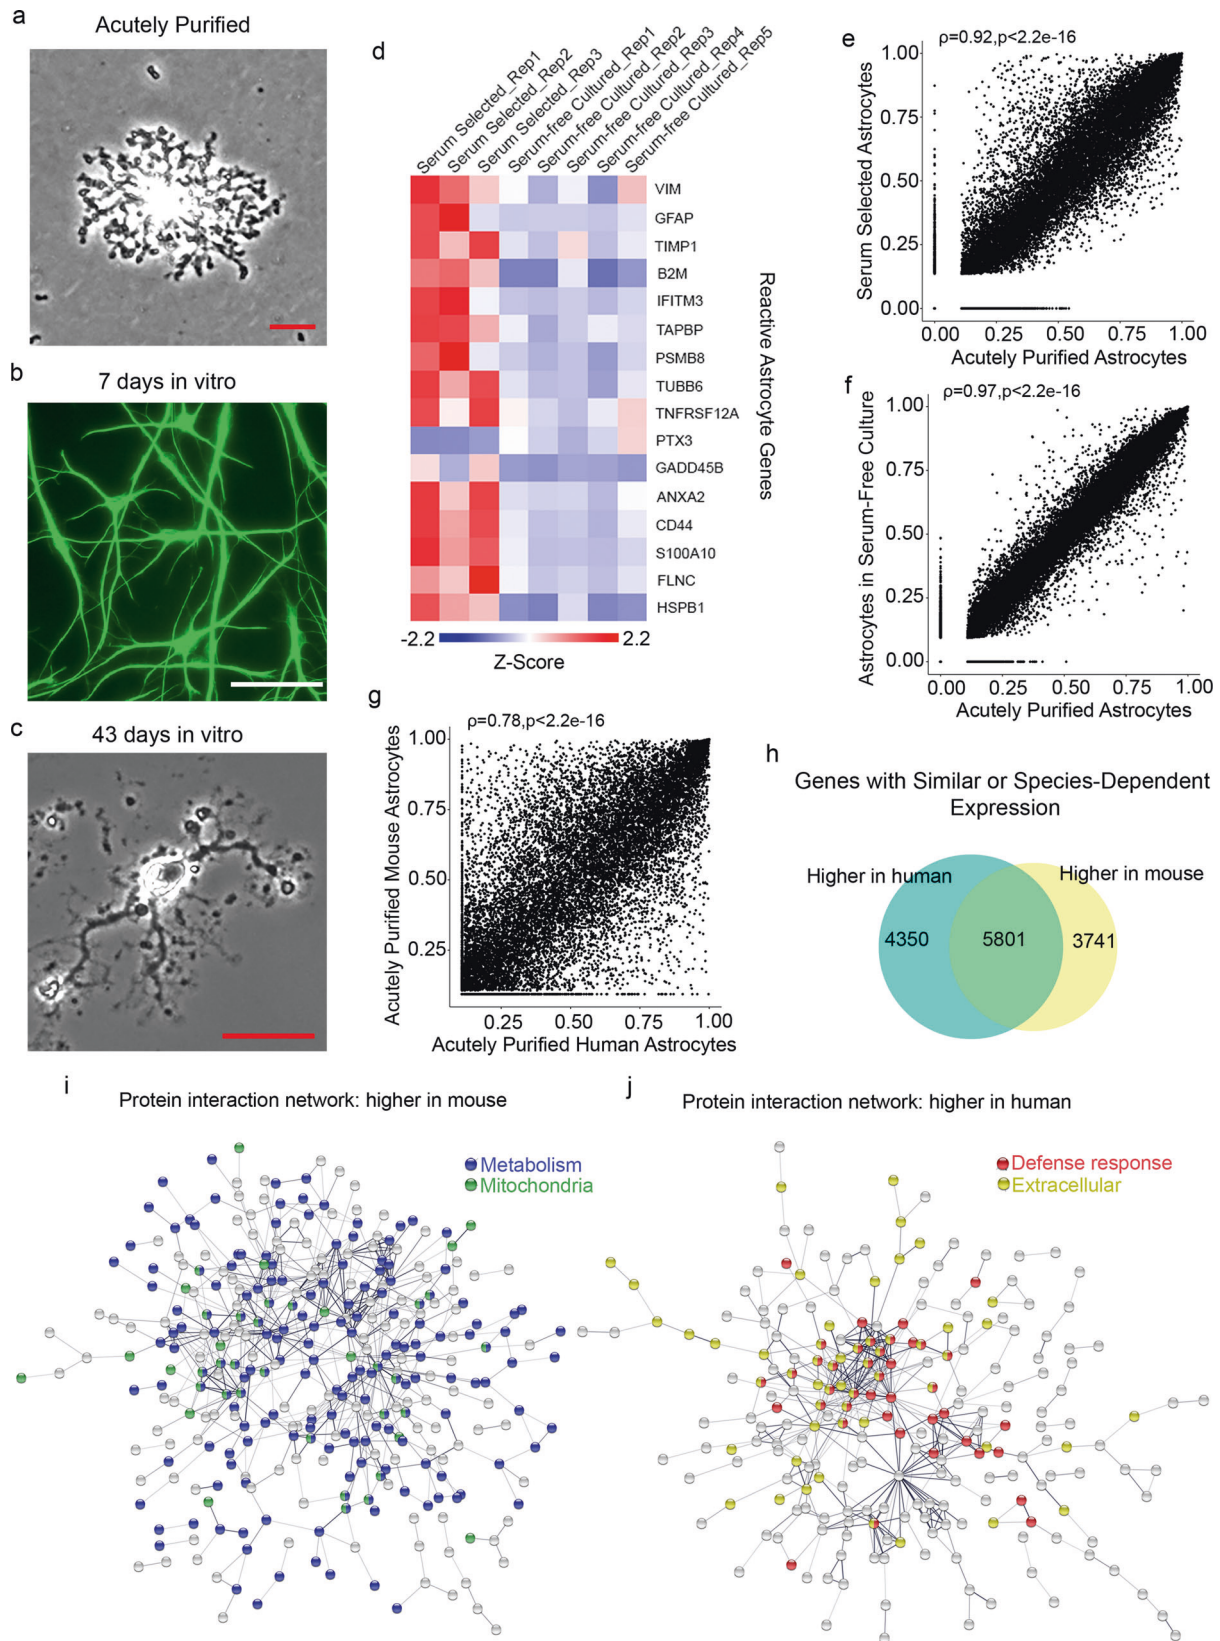 a
Acutely Purified
b
7 days in vitro
c
43 days in vitro
d
Serum Selected_Rep1
Serum Selected_Rep2
Serum Selected_Rep3
Serum-free Cultured_Rep1
Serum-free Cultured_Rep2
Serum-free Cultured_Rep3
Serum-free Cultured_Rep4
Serum-free Cultured_Rep5
VIM
GFAP
TIMP1
B2M
IFITM3
TAPBP
PSMB8
TUBB6
TNFRSF12A
PTX3
GADD45B
ANXA2
CD44
S100A10
FLNC
HSPB1
Reactive Astrocyte Genes
-2.2
2.2
Z-Score
e
ρ=0.92,p<2.2e-16
Serum Selected Astrocytes
1.00
0.75
0.50
0.25
0.00
0.00 0.25 0.50 0.75 1.00
Acutely Purified Astrocytes
f
ρ=0.97,p<2.2e-16
Astrocytes in Serum-Free Culture
1.00
0.75
0.50
0.25
0.00
0.00 0.25 0.50 0.75 1.00
Acutely Purified Astrocytes
g
ρ=0.78,p<2.2e-16
Acutely Purified Mouse Astrocytes
1.00
0.75
0.50
0.25
0.25 0.50 0.75 1.00
Acutely Purified Human Astrocytes
h
Genes with Similar or Species-Dependent
Expression
Higher in human
Higher in mouse
4350
5801
3741
i
Protein interaction network: higher in mouse
Metabolism
Mitochondria
j
Protein interaction network: higher in human
Defense response
Extracellular